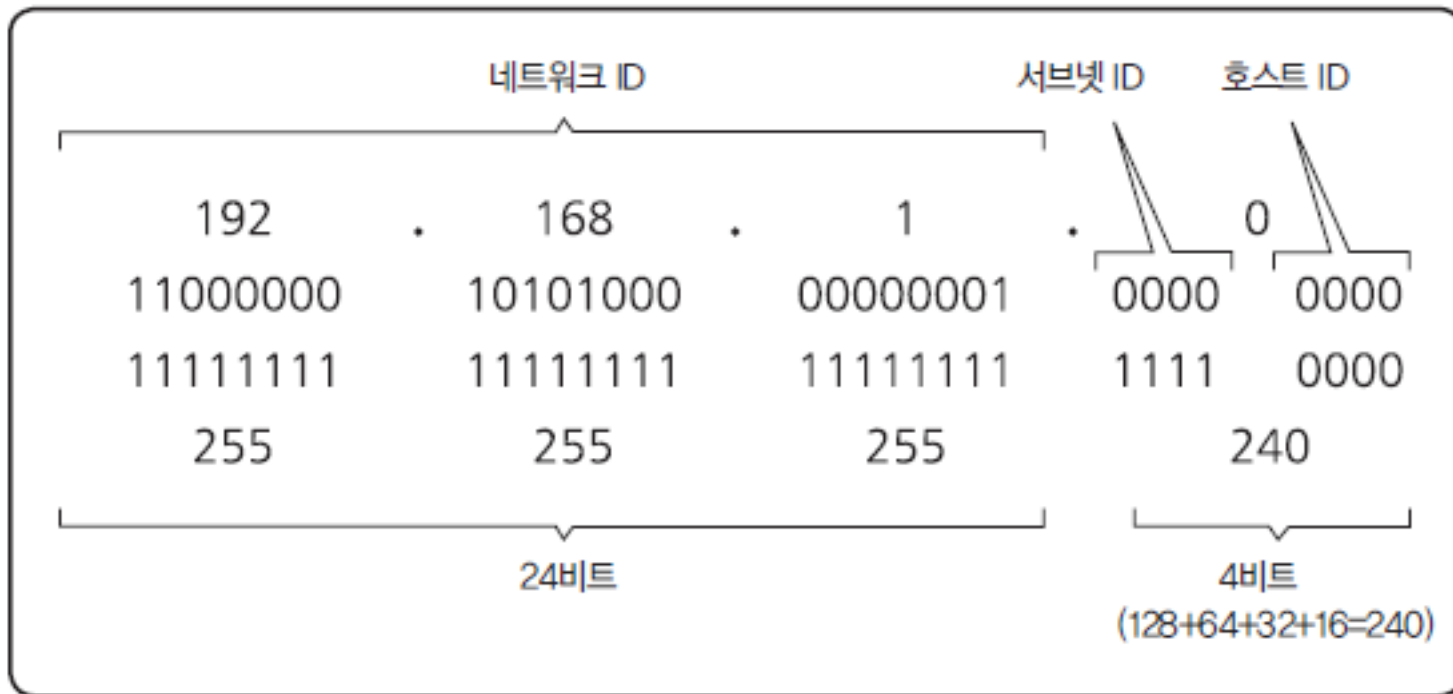 네트워크 ID 서브넷 ID 호스트 ID
192 . 168 . 1 . 0
11000000 10101000 00000001 0000 0000
11111111 11111111 11111111 1111 0000
255 255 255 240
24비트 4비트
(128+64+32+16=240)